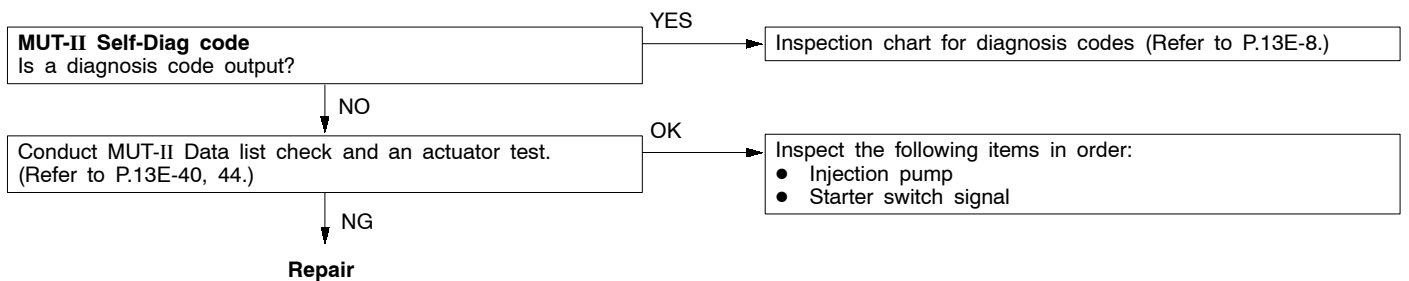 YES
MUT-II Self-Diag code
Is a diagnosis code output?
Inspection chart for diagnosis codes (Refer to P.13E-8.)
NO
OK
Conduct MUT-II Data list check and an actuator test.
(Refer to P.13E-40, 44.)
Inspect the following items in order:
● Injection pump
● Starter switch signal
NG
Repair